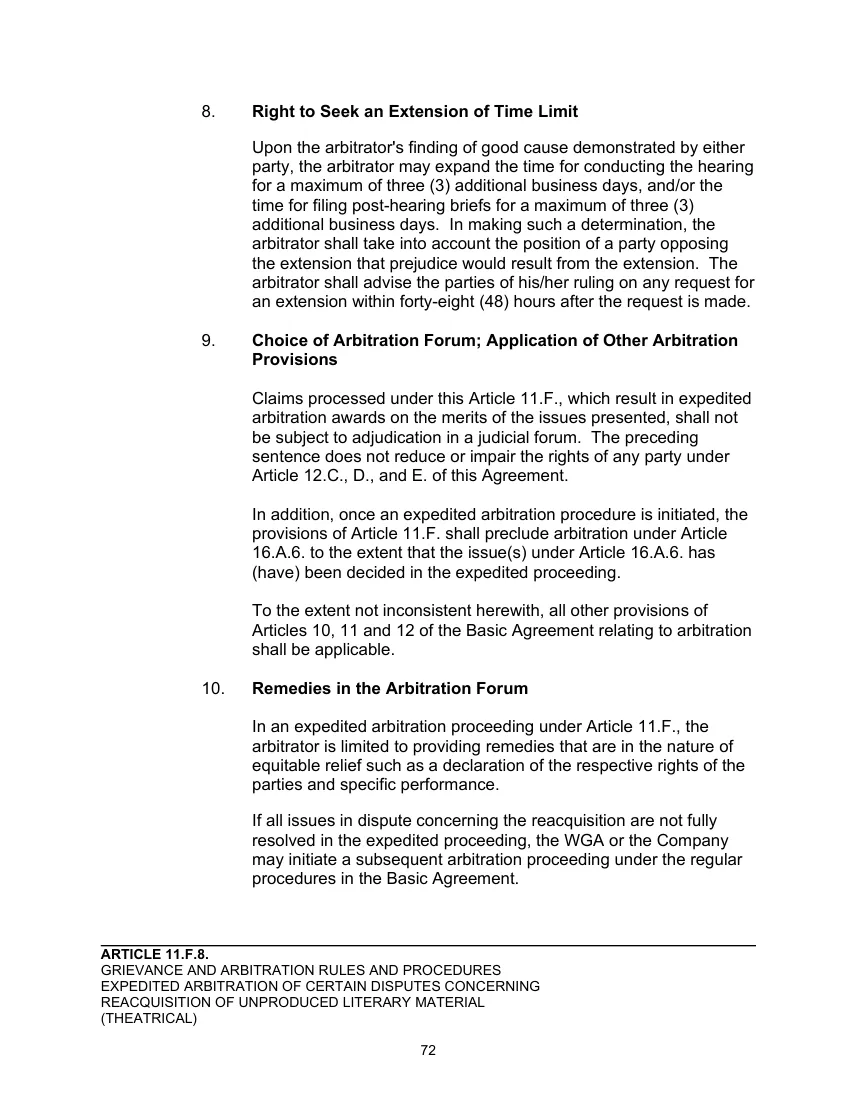 8. Right to Seek an Extension of Time Limit
Upon the arbitrator's finding of good cause demonstrated by either
party, the arbitrator may expand the time for conducting the hearing
for a maximum of three (3) additional business days, and/or the
time for filing post-hearing briefs for a maximum of three (3)
additional business days.  In making such a determination, the
arbitrator shall take into account the position of a party opposing
the extension that prejudice would result from the extension.  The
arbitrator shall advise the parties of his/her ruling on any request for
an extension within forty-eight (48) hours after the request is made.
9. Choice of Arbitration Forum; Application of Other Arbitration
Provisions
Claims processed under this Article 11.F., which result in expedited
arbitration awards on the merits of the issues presented, shall not
be subject to adjudication in a judicial forum.  The preceding
sentence does not reduce or impair the rights of any party under
Article 12.C., D., and E. of this Agreement.
In addition, once an expedited arbitration procedure is initiated, the
provisions of Article 11.F. shall preclude arbitration under Article
16.A.6. to the extent that the issue(s) under Article 16.A.6. has
(have) been decided in the expedited proceeding.
To the extent not inconsistent herewith, all other provisions of
Articles 10, 11 and 12 of the Basic Agreement relating to arbitration
shall be applicable.
10. Remedies in the Arbitration Forum
In an expedited arbitration proceeding under Article 11.F., the
arbitrator is limited to providing remedies that are in the nature of
equitable relief such as a declaration of the respective rights of the
parties and specific performance.
If all issues in dispute concerning the reacquisition are not fully
resolved in the expedited proceeding, the WGA or the Company
may initiate a subsequent arbitration proceeding under the regular
procedures in the Basic Agreement.
ARTICLE 11.F.8.
GRIEVANCE AND ARBITRATION RULES AND PROCEDURES
EXPEDITED ARBITRATION OF CERTAIN DISPUTES CONCERNING
REACQUISITION OF UNPRODUCED LITERARY MATERIAL
(THEATRICAL)
72